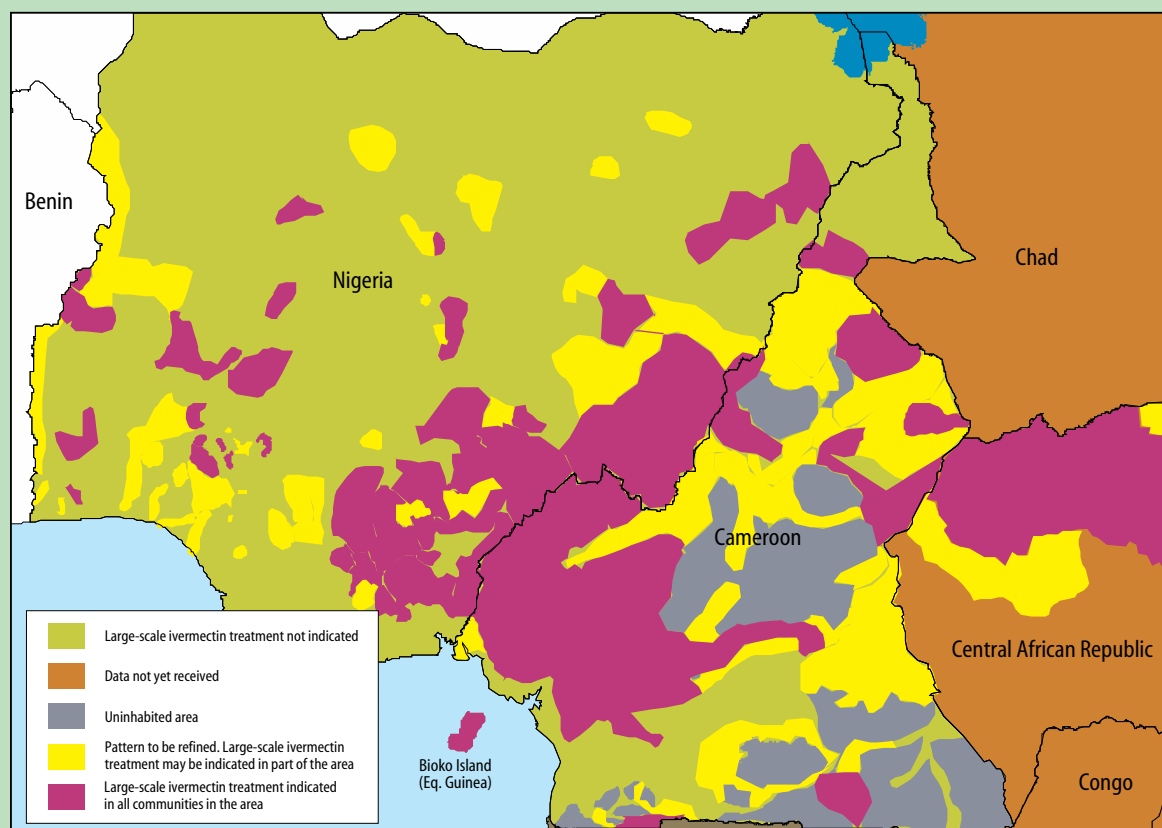 Benin
Nigeria
Chad
Cameroon
Central African Republic
Bioko Island
(Eq. Guinea)
Congo
Large-scale ivermectin treatment not indicated
Data not yet received
Uninhabited area
Pattern to be refined. Large-scale ivermectin
treatment may be indicated in part of the area
Large-scale ivermectin treatment indicated
in all communities in the area